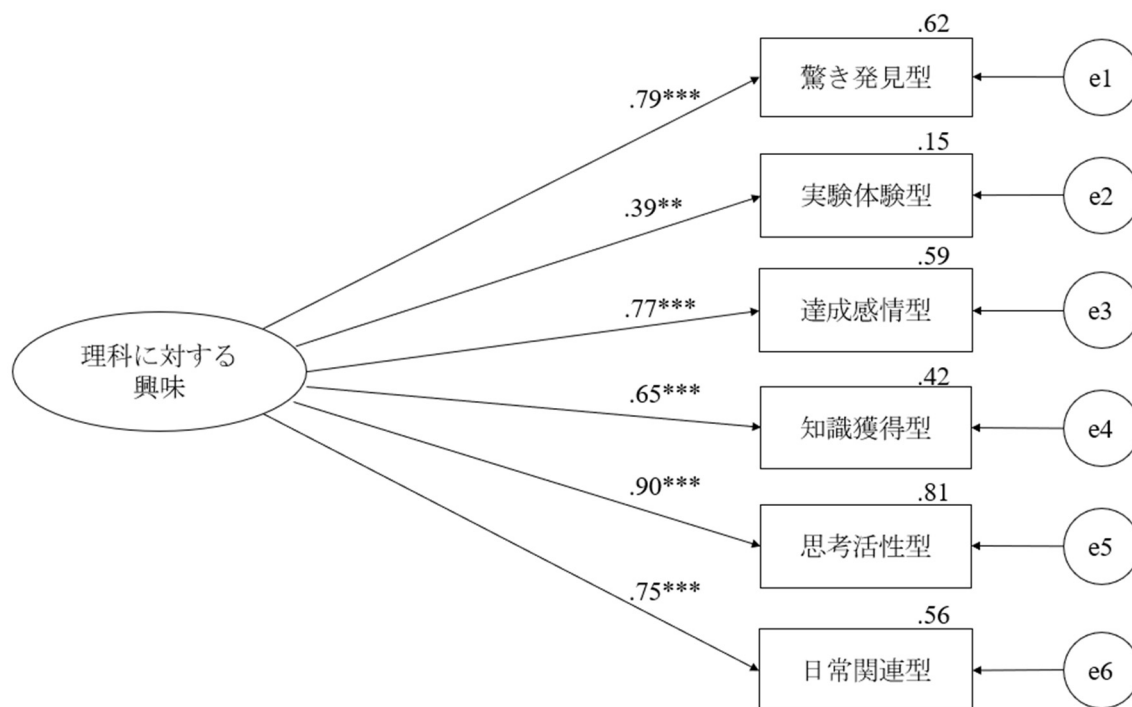 .62
驚き発見型
e1
.79***
.15
実験体験型
e2
.39**
.59
達成感情型
e3
.77***
理科に対する
興味
.42
知識獲得型
e4
.65***
.81
思考活性型
e5
.90***
.56
日常関連型
e6
.75***